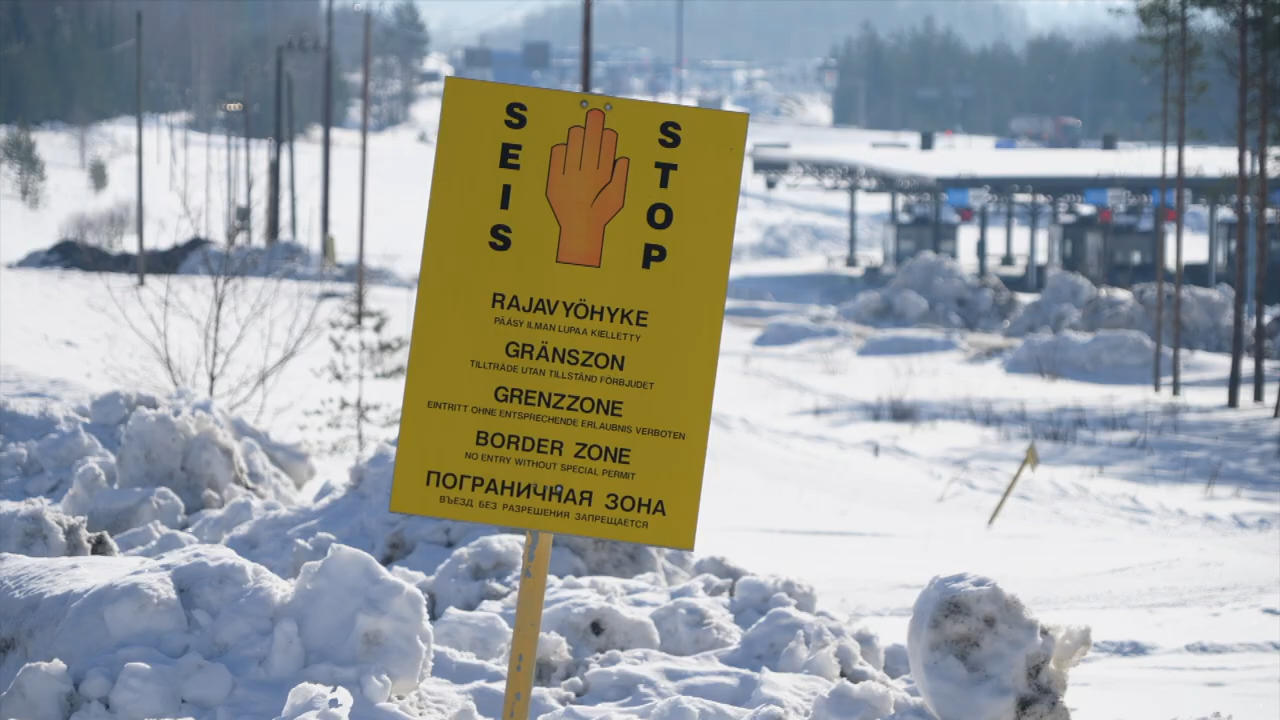 SEIS
STOP
RAJAVYÖHYKE
PÄÄSY ILMAN LUPAA KIELLETTY
GRÄNSZON
TILLTRÄDE UTAN TILLSTÅND FÖRBJUDET
GRENZZONE
EINTRITT OHNE ENTSPRECHENDE ERLAUBNIS VERBOTEN
BORDER ZONE
NO ENTRY WITHOUT SPECIAL PERMIT
ПОГРАНИЧНАЯ ЗОНА
ВЪЕЗД БЕЗ РАЗРЕШЕНИЯ ЗАПРЕЩАЕТСЯ